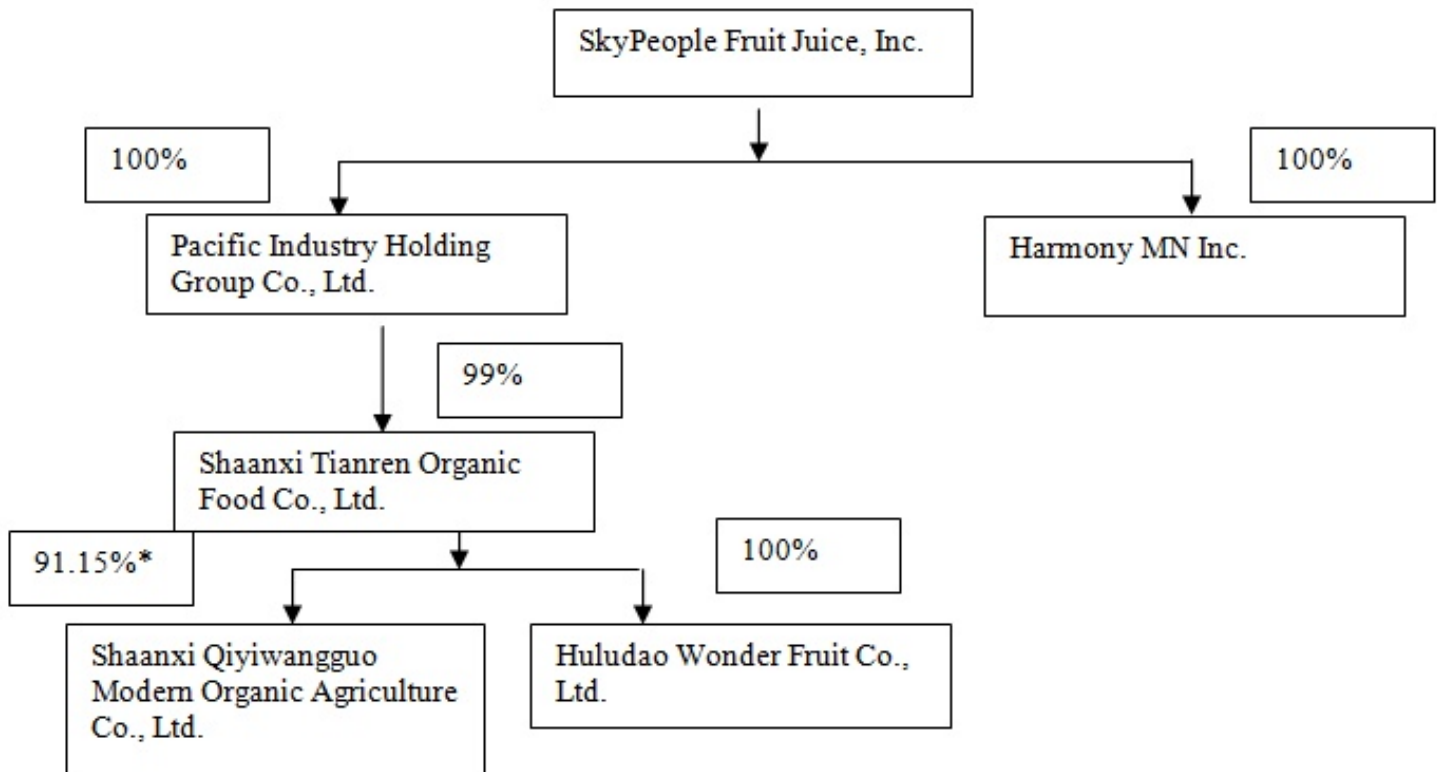 SkyPeople Fruit Juice, Inc.
100%
100%
Pacific Industry Holding
Group Co., Ltd.
Harmony MN Inc.
99%
Shaanxi Tianren Organic
Food Co., Ltd.
91.15%*
100%
Shaanxi Qiyiwangguo
Modern Organic Agriculture
Co., Ltd.
Huludao Wonder Fruit Co.,
Ltd.